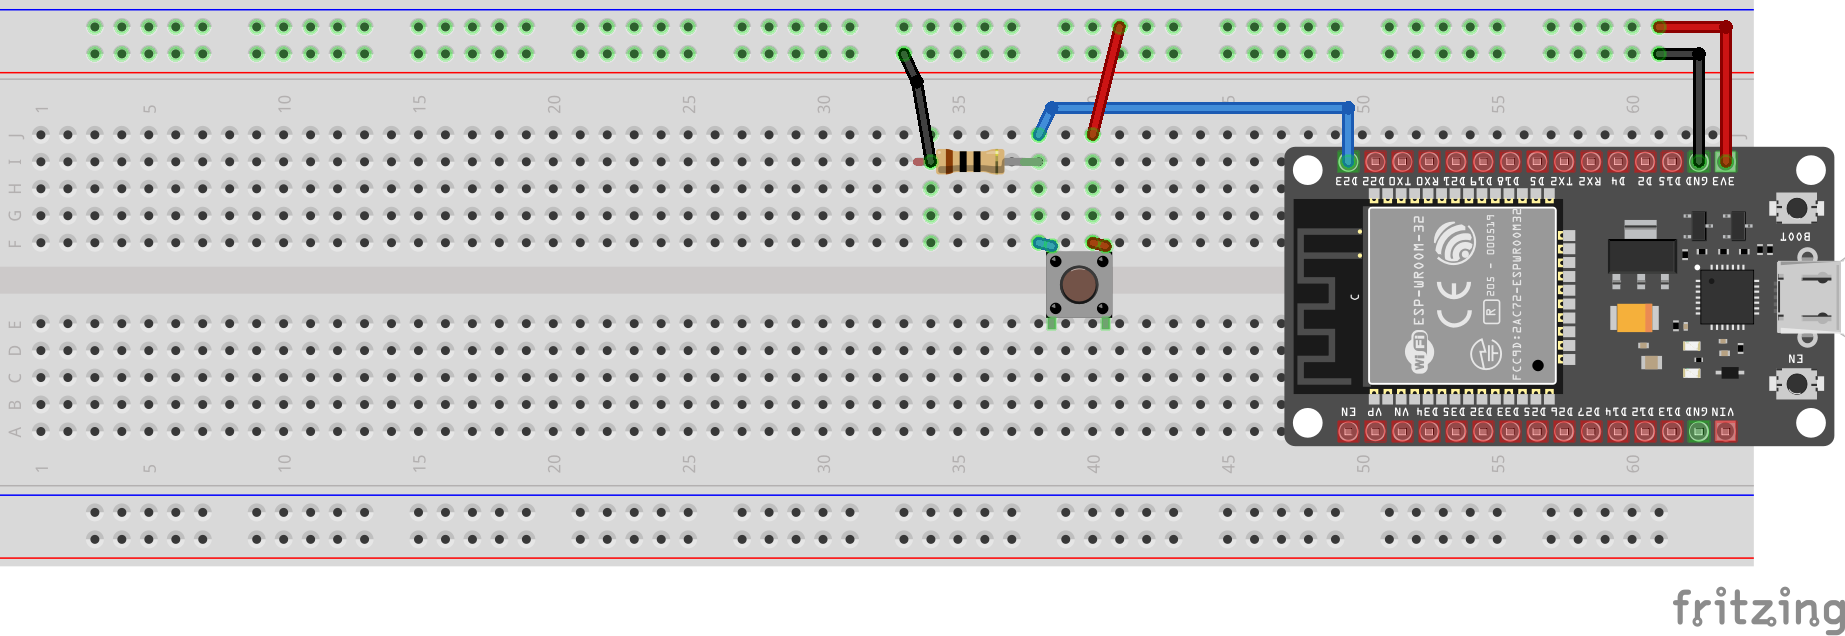 1 5 10 15 20 25 30 35 40 45 50 55 60
J J
I
H
G
F
D23 D22 TX0 RX0 D21 D19 D18 D5 TX2 RX2 D4 D2 D15 GND 3V3
BOOT
WiFi ESP-WROOM-32
CE
R 205 - 000519
FCC ID:2AC7Z-ESPWROOM32
C
EN
E
D
C
B
A
EN VP VN D34 D35 D32 D33 D25 D26 D27 D14 D12 D13 GND VIN
1 5 10 15 20 25 30 35 40 45 50 55 60
fritzing